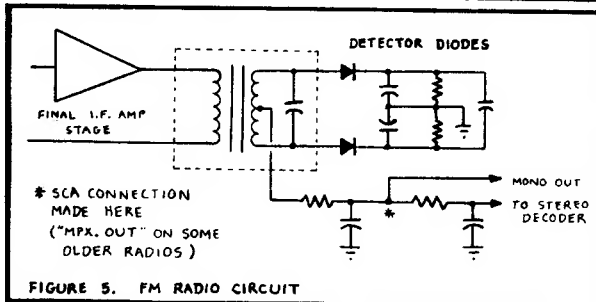 DETECTOR DIODES
FINAL I.F. AMP
STAGE
* SCA CONNECTION
MADE HERE
("MPX. OUT" ON SOME
OLDER RADIOS)
MONO OUT
*
TO STEREO
DECODER
FIGURE 5. FM RADIO CIRCUIT